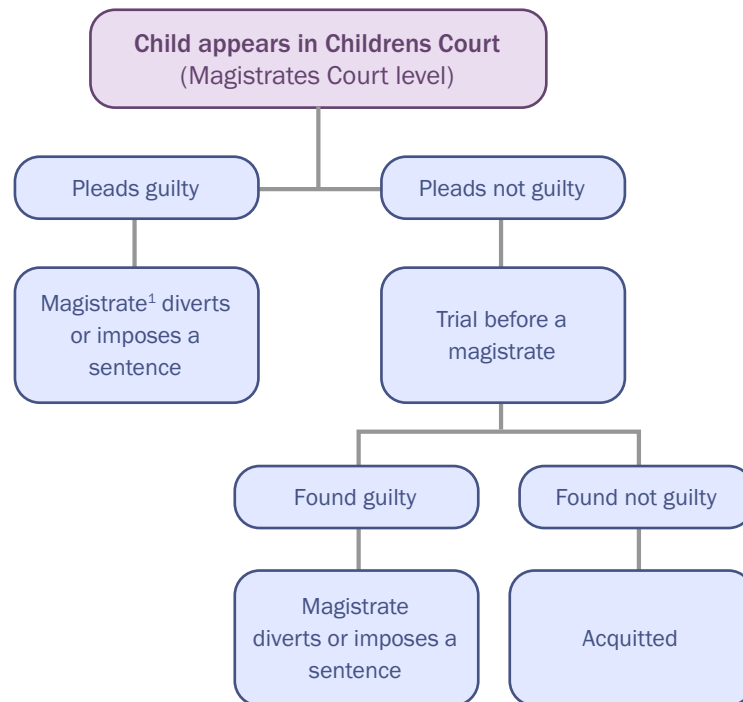 Child appears in Childrens Court
(Magistrates Court level)
Pleads guilty
Pleads not guilty
Magistrate¹ diverts
or imposes a
sentence
Trial before a
magistrate
Found guilty
Found not guilty
Magistrate
diverts or imposes a
sentence
Acquitted